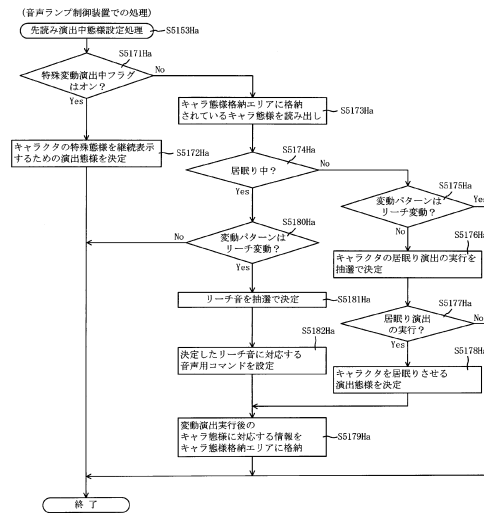 (音声ランプ制御装置での処理)
先読み演出中態様設定処理
S5153Ha
S5171Ha
特殊変動演出中フラグ
はオン?
No
Yes
キャラ態様格納エリアに格納
されているキャラ態様を読み出し
S5173Ha
キャラクタの特殊態様を継続表示
するための演出態様を決定
S5172Ha
S5174Ha
居眠り中?
No
Yes
S5175Ha
変動パターンは
リーチ変動?
Yes
No
S5180Ha
変動パターンは
リーチ変動?
No
Yes
S5176Ha
キャラクタの居眠り演出の実行を
抽選で決定
リーチ音を抽選で決定
S5181Ha
S5177Ha
居眠り演出
の実行?
No
Yes
S5182Ha
決定したリーチ音に対応する
音声用コマンドを設定
S5178Ha
キャラクタを居眠りさせる
演出態様を決定
変動演出実行後の
キャラ態様に対応する情報を
キャラ態様格納エリアに格納
S5179Ha
終了